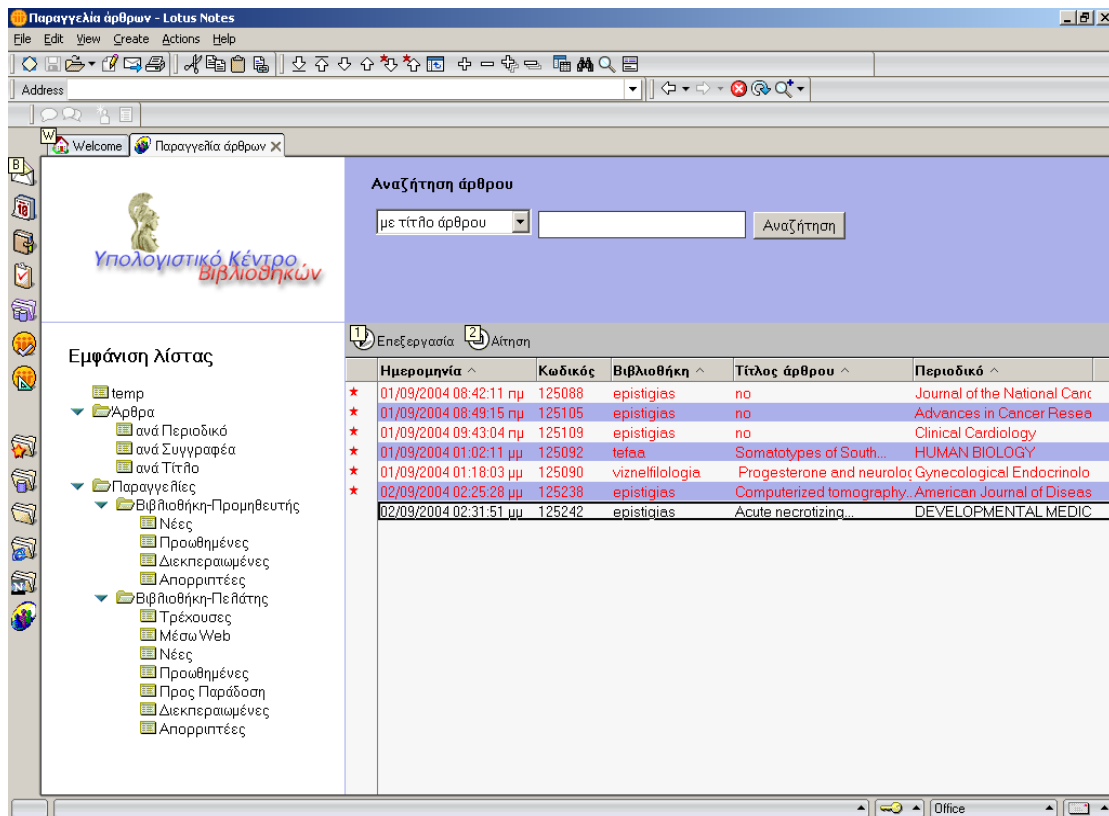 Παραγγελία άρθρων - Lotus Notes
File Edit View Create Actions Help
Address
W
Welcome Παραγγελία άρθρων
B
Αναζήτηση άρθρου
με τίτλο άρθρου Αναζήτηση
Υπολογιστικό Κέντρο
Βιβλιοθηκών
1 Επεξεργασία 2 Αίτηση
Εμφάνιση λίστας
temp
Άρθρα
ανά Περιοδικό
ανά Συγγραφέα
ανά Τίτλο
Παραγγελίες
Βιβλιοθήκη-Προμηθευτής
Νέες
Προωθημένες
Διεκπεραιωμένες
Απορριπτέες
Βιβλιοθήκη-Πελάτης
Τρέχουσες
Μέσω Web
Νέες
Προωθημένες
Προς Παράδοση
Διεκπεραιωμένες
Απορριπτέες
Ημερομηνία Κωδικός Βιβλιοθήκη Τίτλος άρθρου Περιοδικό
01/09/2004 08:42:11 πμ 125088 epistigias no Journal of the National Canc
01/09/2004 08:49:15 πμ 125105 epistigias no Advances in Cancer Resea
01/09/2004 09:43:04 πμ 125109 epistigias no Clinical Cardiology
01/09/2004 01:02:11 μμ 125092 tefaa Somatotypes of South... HUMAN BIOLOGY
01/09/2004 01:18:03 μμ 125090 viznelfilologia Progesterone and neurolog Gynecological Endocrinolo
02/09/2004 02:25:28 μμ 125238 epistigias Computerized tomography... American Journal of Diseas
02/09/2004 02:31:51 μμ 125242 epistigias Acute necrotizing... DEVELOPMENTAL MEDIC
Office